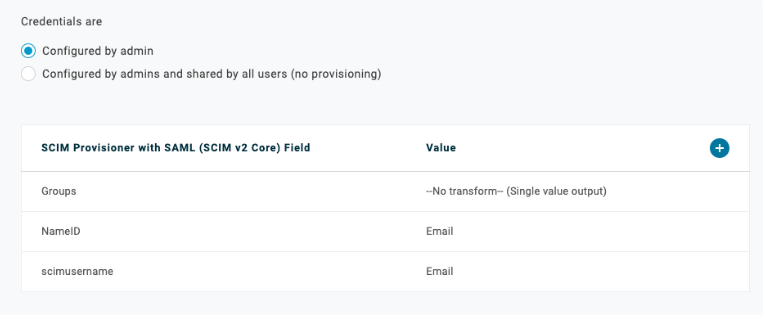 Credentials are
Configured by admin
Configured by admins and shared by all users (no provisioning)
SCIM Provisioner with SAML (SCIM v2 Core) Field Value
Groups --No transform-- (Single value output)
NameID Email
scimusername Email